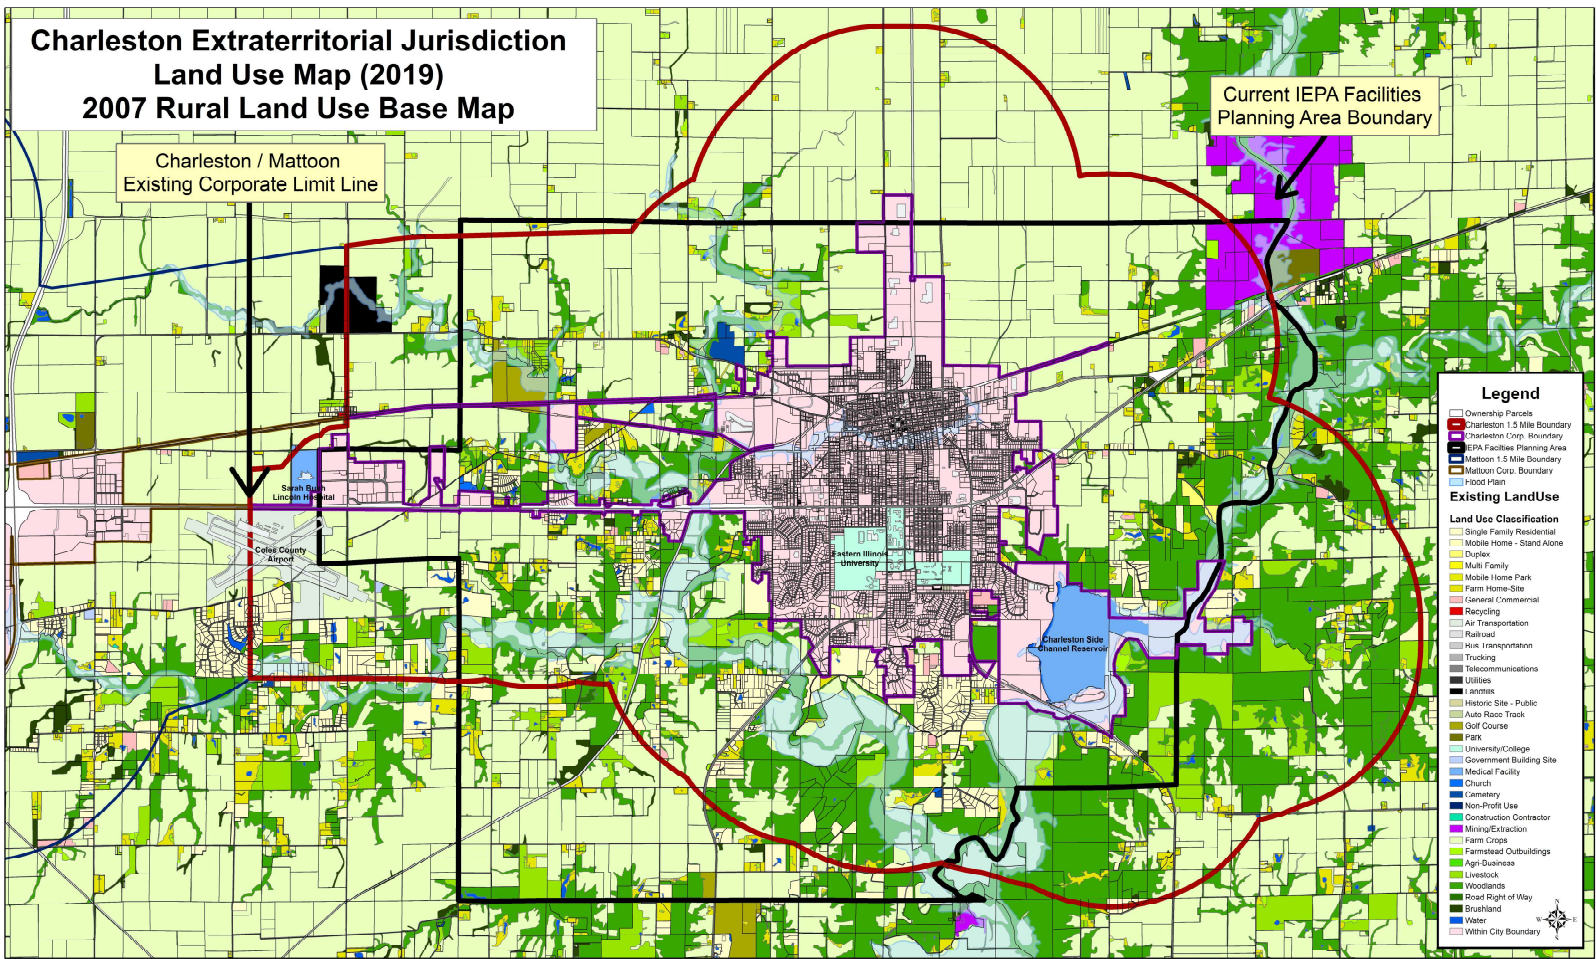 Charleston Extraterritorial Jurisdiction
Land Use Map (2019)
2007 Rural Land Use Base Map
Current IEPA Facilities
Planning Area Boundary
Charleston / Mattoon
Existing Corporate Limit Line
Sarah Bush
Lincoln Hospital
Coles County
Airport
Eastern Illinois
University
Charleston Side
Channel Reservoir
Legend
Ownership Parcels
Charleston 1.5 Mile Boundary
Charleston Corp. Boundary
IEPA Facilties Planning Area
Mattoon 1.5 Mile Boundary
Mattoon Corp. Boundary
Flood Plain
Existing LandUse
Land Use Classification
Single Family Residential
Mobile Home - Stand Alone
Duplex
Multi Family
Mobile Home Park
Farm Home-Site
General Commercial
Recycling
Air Transportation
Railroad
Bus Transportation
Trucking
Telecommunications
Utilities
Landfills
Historic Site - Public
Auto Race Track
Golf Course
Park
University/College
Government Building Site
Medical Facility
Church
Cemetery
Non-Profit Use
Construction Contractor
Mining/Extraction
Farm Crops
Farmstead Outbuildings
Agri-Business
Livestock
Woodlands
Road Right of Way
Brushland
Water
Within City Boundary
N
W
E
S